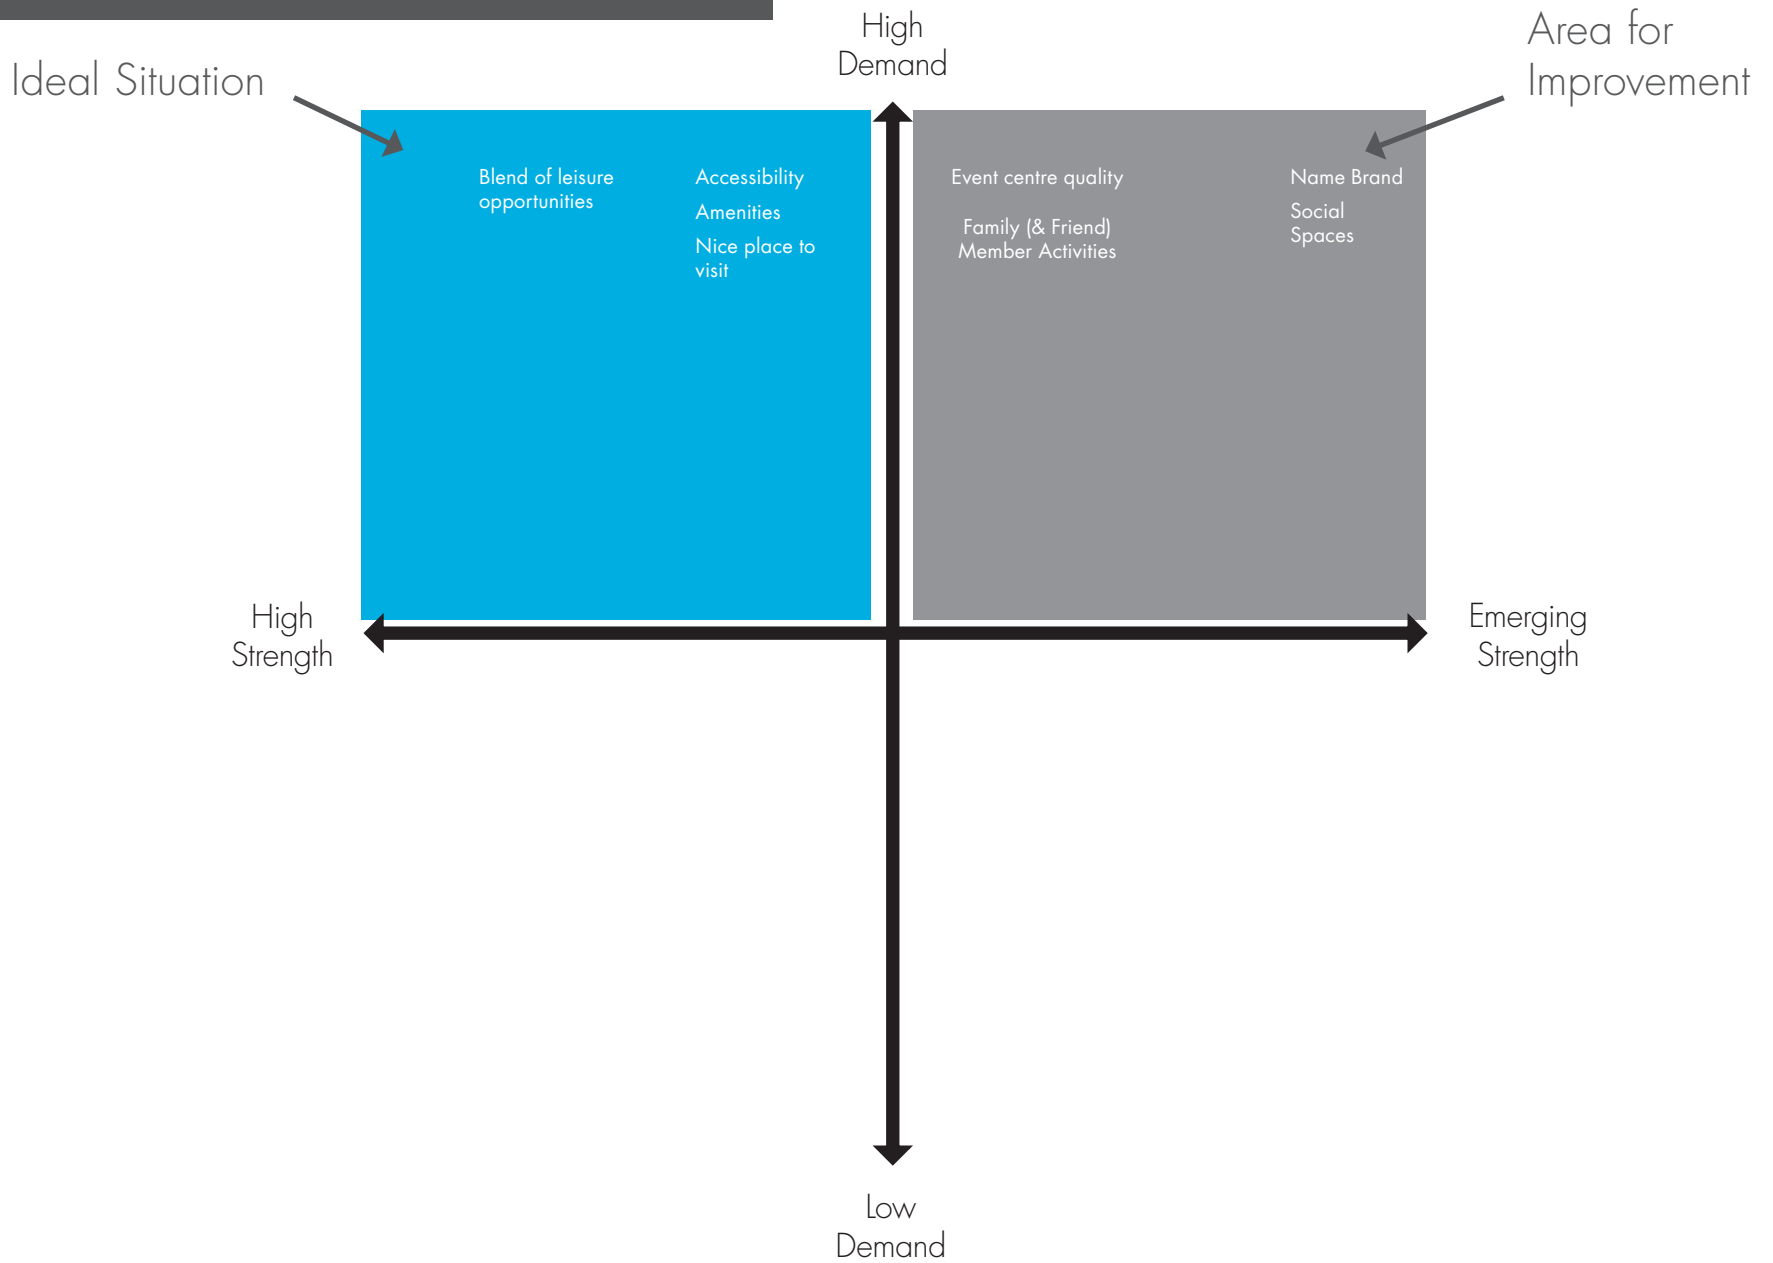 High
Demand
Ideal Situation
Area for
Improvement
Blend of leisure
opportunities
Accessibility
Amenities
Nice place to
visit
Event centre quality
Family (& Friend)
Member Activities
Name Brand
Social
Spaces
High
Strength
Emerging
Strength
Low
Demand